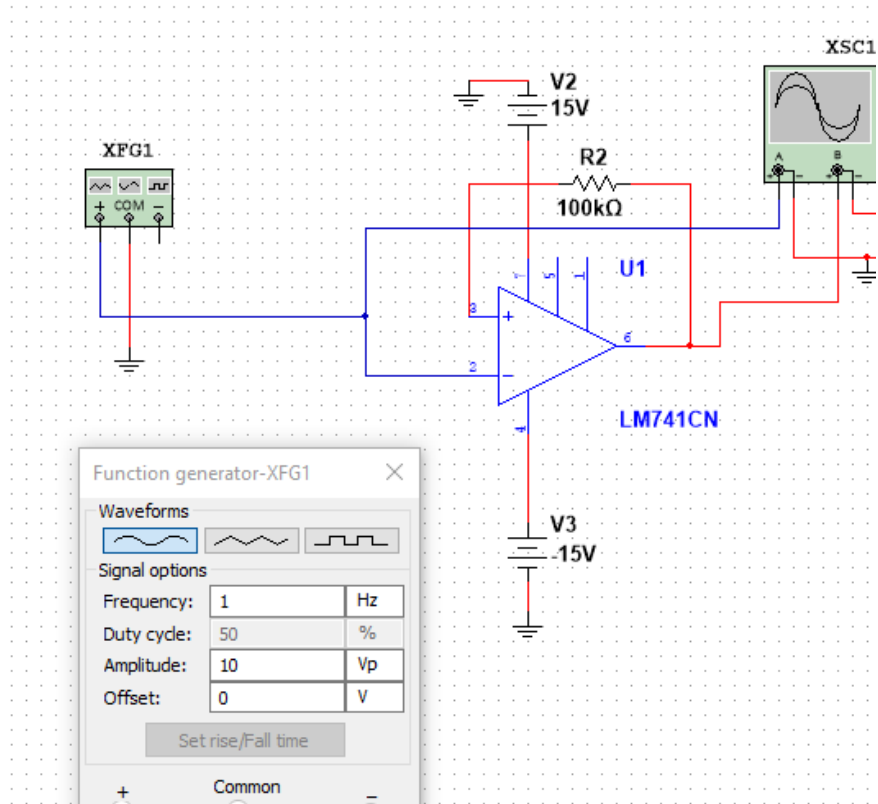 XSC1
V2
15V
XFG1
A
B
+
-
+
-
R2
100kΩ
+
COM
-
U1
7
5
1
3
+
6
2
-
4
LM741CN
V3
-15V
Function generator-XFG1
Waveforms
Signal options
Frequency:
1
Hz
Duty cycle:
50
%
Amplitude:
10
Vp
Offset:
0
V
Set rise/Fall time
+
Common
-